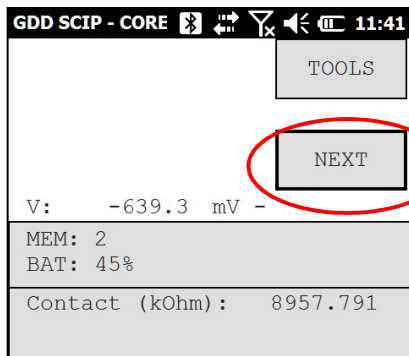 GDD SCIP - CORE 11:41
TOOLS
NEXT
V: -639.3 mV -
MEM: 2
BAT: 45%
Contact (kOhm): 8957.791